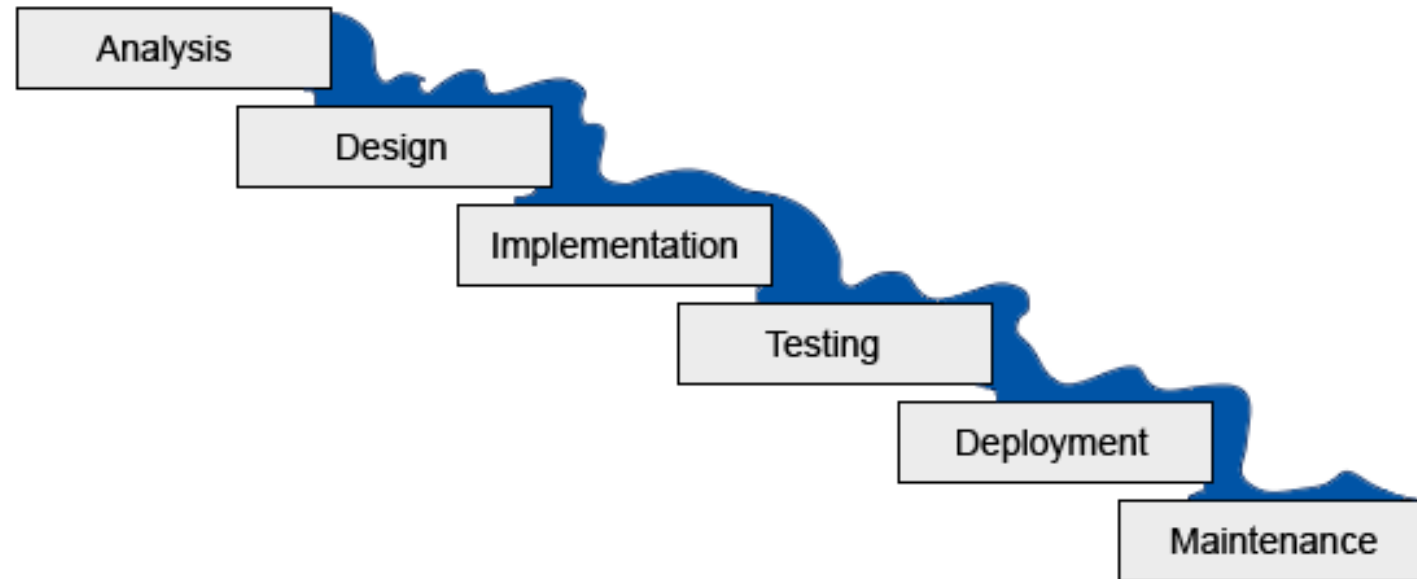 Analysis
Design
Implementation
Testing
Deployment
Maintenance